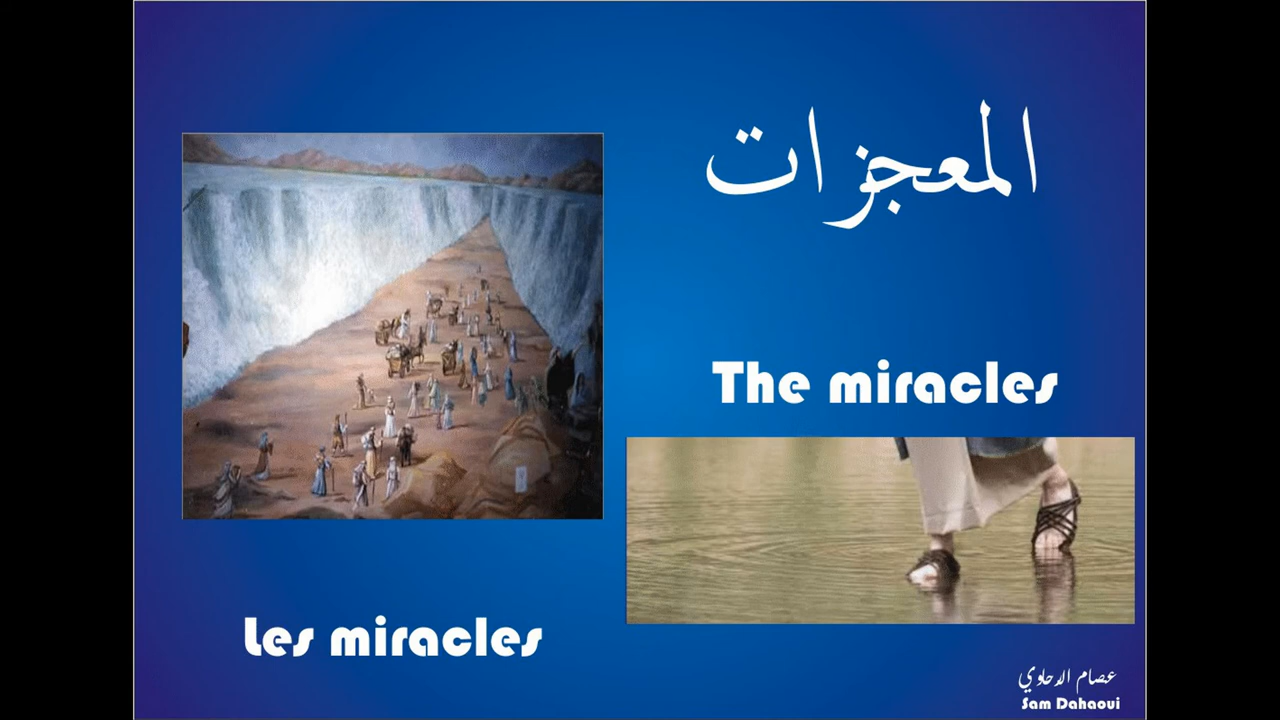 المعجزات
The miracles
Les miracles
عصام الدحاوي
Sam Dahaoui